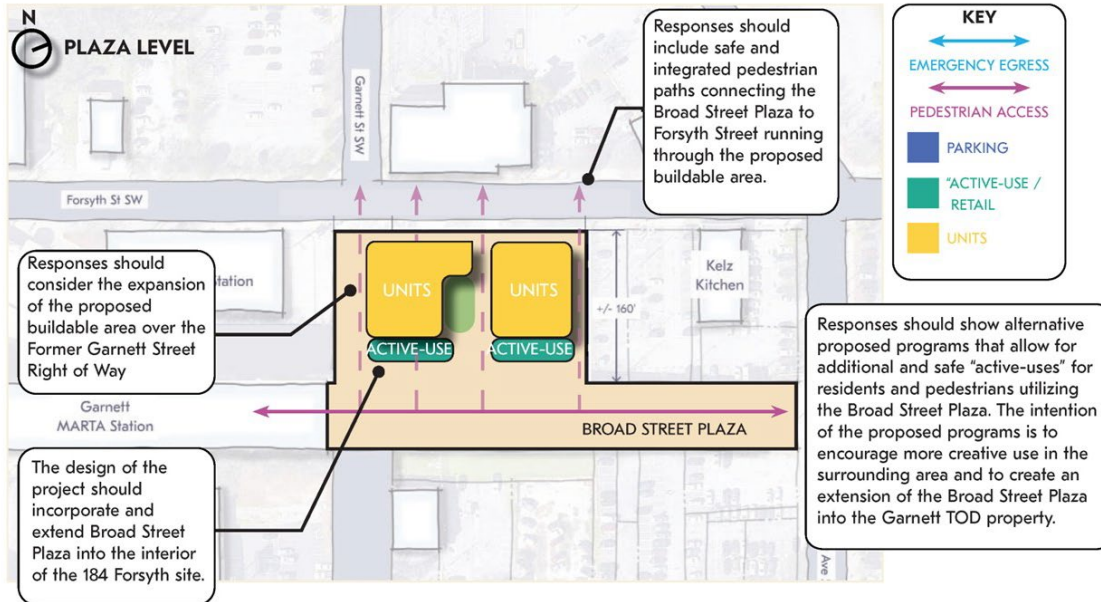 N
PLAZA LEVEL
Garnett St SW
Forsyth St SW
Responses should
include safe and
integrated pedestrian
paths connecting the
Broad Street Plaza to
Forsyth Street running
through the proposed
buildable area.
KEY
EMERGENCY EGRESS
PEDESTRIAN ACCESS
PARKING
"ACTIVE-USE /
RETAIL
UNITS
Responses should
consider the expansion
of the proposed
buildable area over the
Former Garnett Street
Right of Way
Station
UNITS
UNITS
ACTIVE-USE
ACTIVE-USE
+/- 160'
Kelz
Kitchen
Garnett
MARTA Station
BROAD STREET PLAZA
Responses should show alternative
proposed programs that allow for
additional and safe "active-uses" for
residents and pedestrians utilizing
the Broad Street Plaza. The intention
of the proposed programs is to
encourage more creative use in the
surrounding area and to create an
extension of the Broad Street Plaza
into the Garnett TOD property.
The design of the
project should
incorporate and
extend Broad Street
Plaza into the interior
of the 184 Forsyth site.
Ave